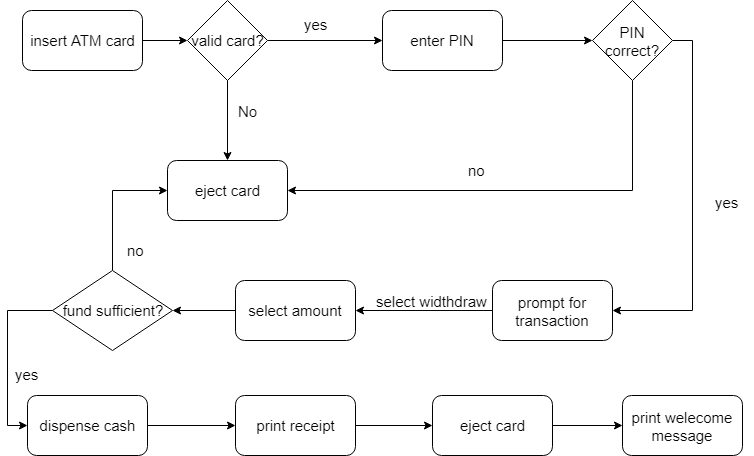 insert ATM card
valid card?
yes
enter PIN
PIN
correct?
No
eject card
no
yes
no
fund sufficient?
select amount
select widthdraw
prompt for
transaction
yes
dispense cash
print receipt
eject card
print welecome
message